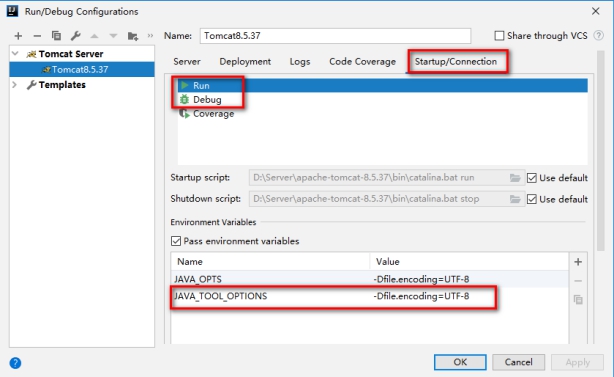 Run/Debug Configurations
Name: Tomcat8.5.37 Share through VCS ?
Tomcat Server
Tomcat8.5.37
Templates
Server Deployment Logs Code Coverage Startup/Connection
Run
Debug
Coverage
Startup script: D:\Server\apache-tomcat-8.5.37\bin\catalina.bat run Use default
Shutdown script: D:\Server\apache-tomcat-8.5.37\bin\catalina.bat stop Use default
Environment Variables
Pass environment variables
Name Value
JAVA_OPTS -Dfile.encoding=UTF-8
JAVA_TOOL_OPTIONS -Dfile.encoding=UTF-8
? OK Cancel Apply